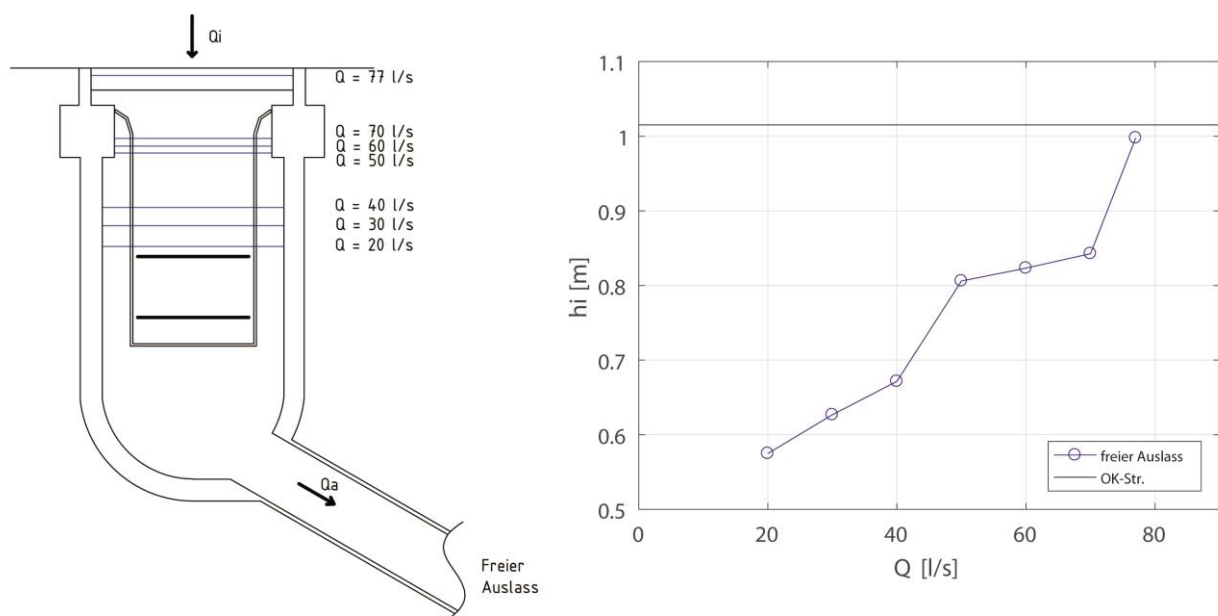 Qi
Q = 77 l/s
Q = 70 l/s
Q = 60 l/s
Q = 50 l/s
Q = 40 l/s
Q = 30 l/s
Q = 20 l/s
Qa
Freier
Auslass
1.1
1
0.9
0.8
0.7
0.6
0.5
hi [m]
0
20
40
60
80
Q [l/s]
freier Auslass
OK-Str.